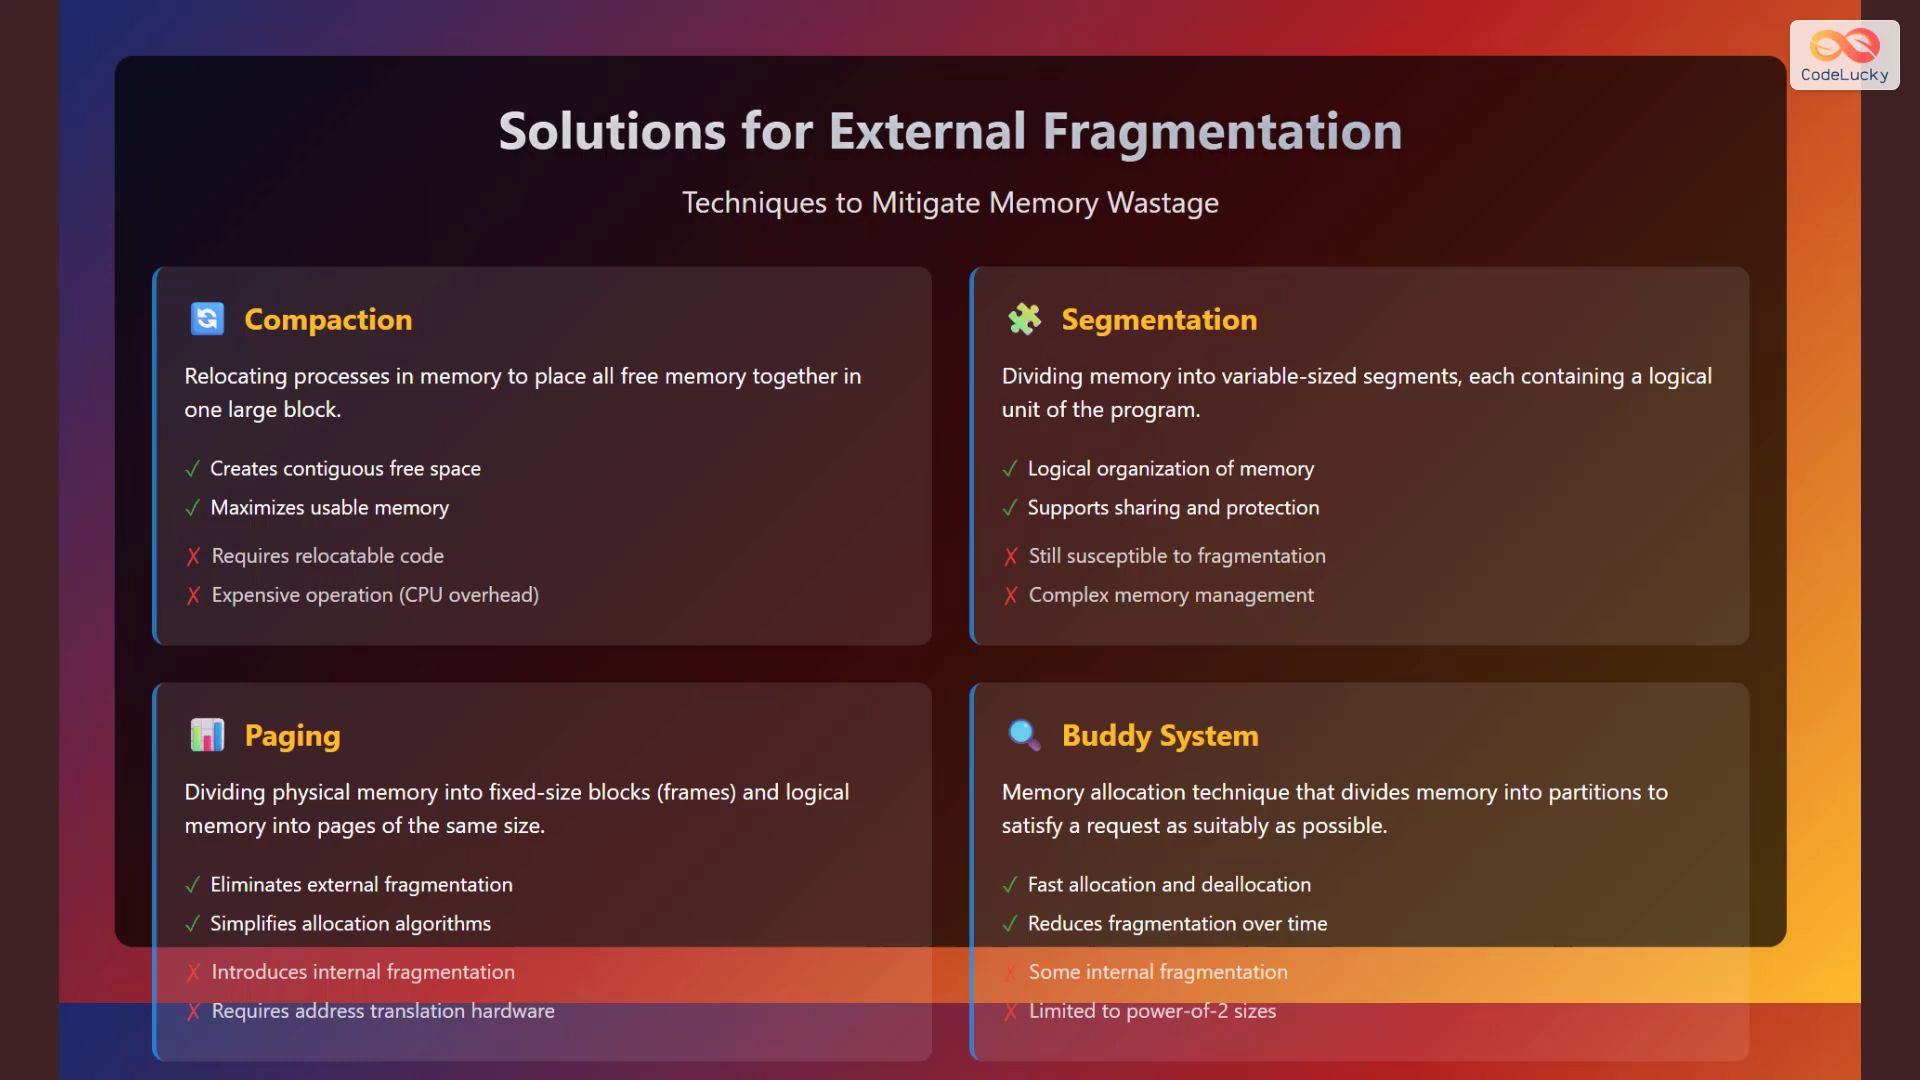 CodeLucky
Solutions for External Fragmentation
Techniques to Mitigate Memory Wastage
Compaction
Relocating processes in memory to place all free memory together in
one large block.
✓ Creates contiguous free space
✓ Maximizes usable memory
✗ Requires relocatable code
✗ Expensive operation (CPU overhead)
Segmentation
Dividing memory into variable-sized segments, each containing a logical
unit of the program.
✓ Logical organization of memory
✓ Supports sharing and protection
✗ Still susceptible to fragmentation
✗ Complex memory management
Paging
Dividing physical memory into fixed-size blocks (frames) and logical
memory into pages of the same size.
✓ Eliminates external fragmentation
✓ Simplifies allocation algorithms
✗ Introduces internal fragmentation
✗ Requires address translation hardware
Buddy System
Memory allocation technique that divides memory into partitions to
satisfy a request as suitably as possible.
✓ Fast allocation and deallocation
✓ Reduces fragmentation over time
✗ Some internal fragmentation
✗ Limited to power-of-2 sizes